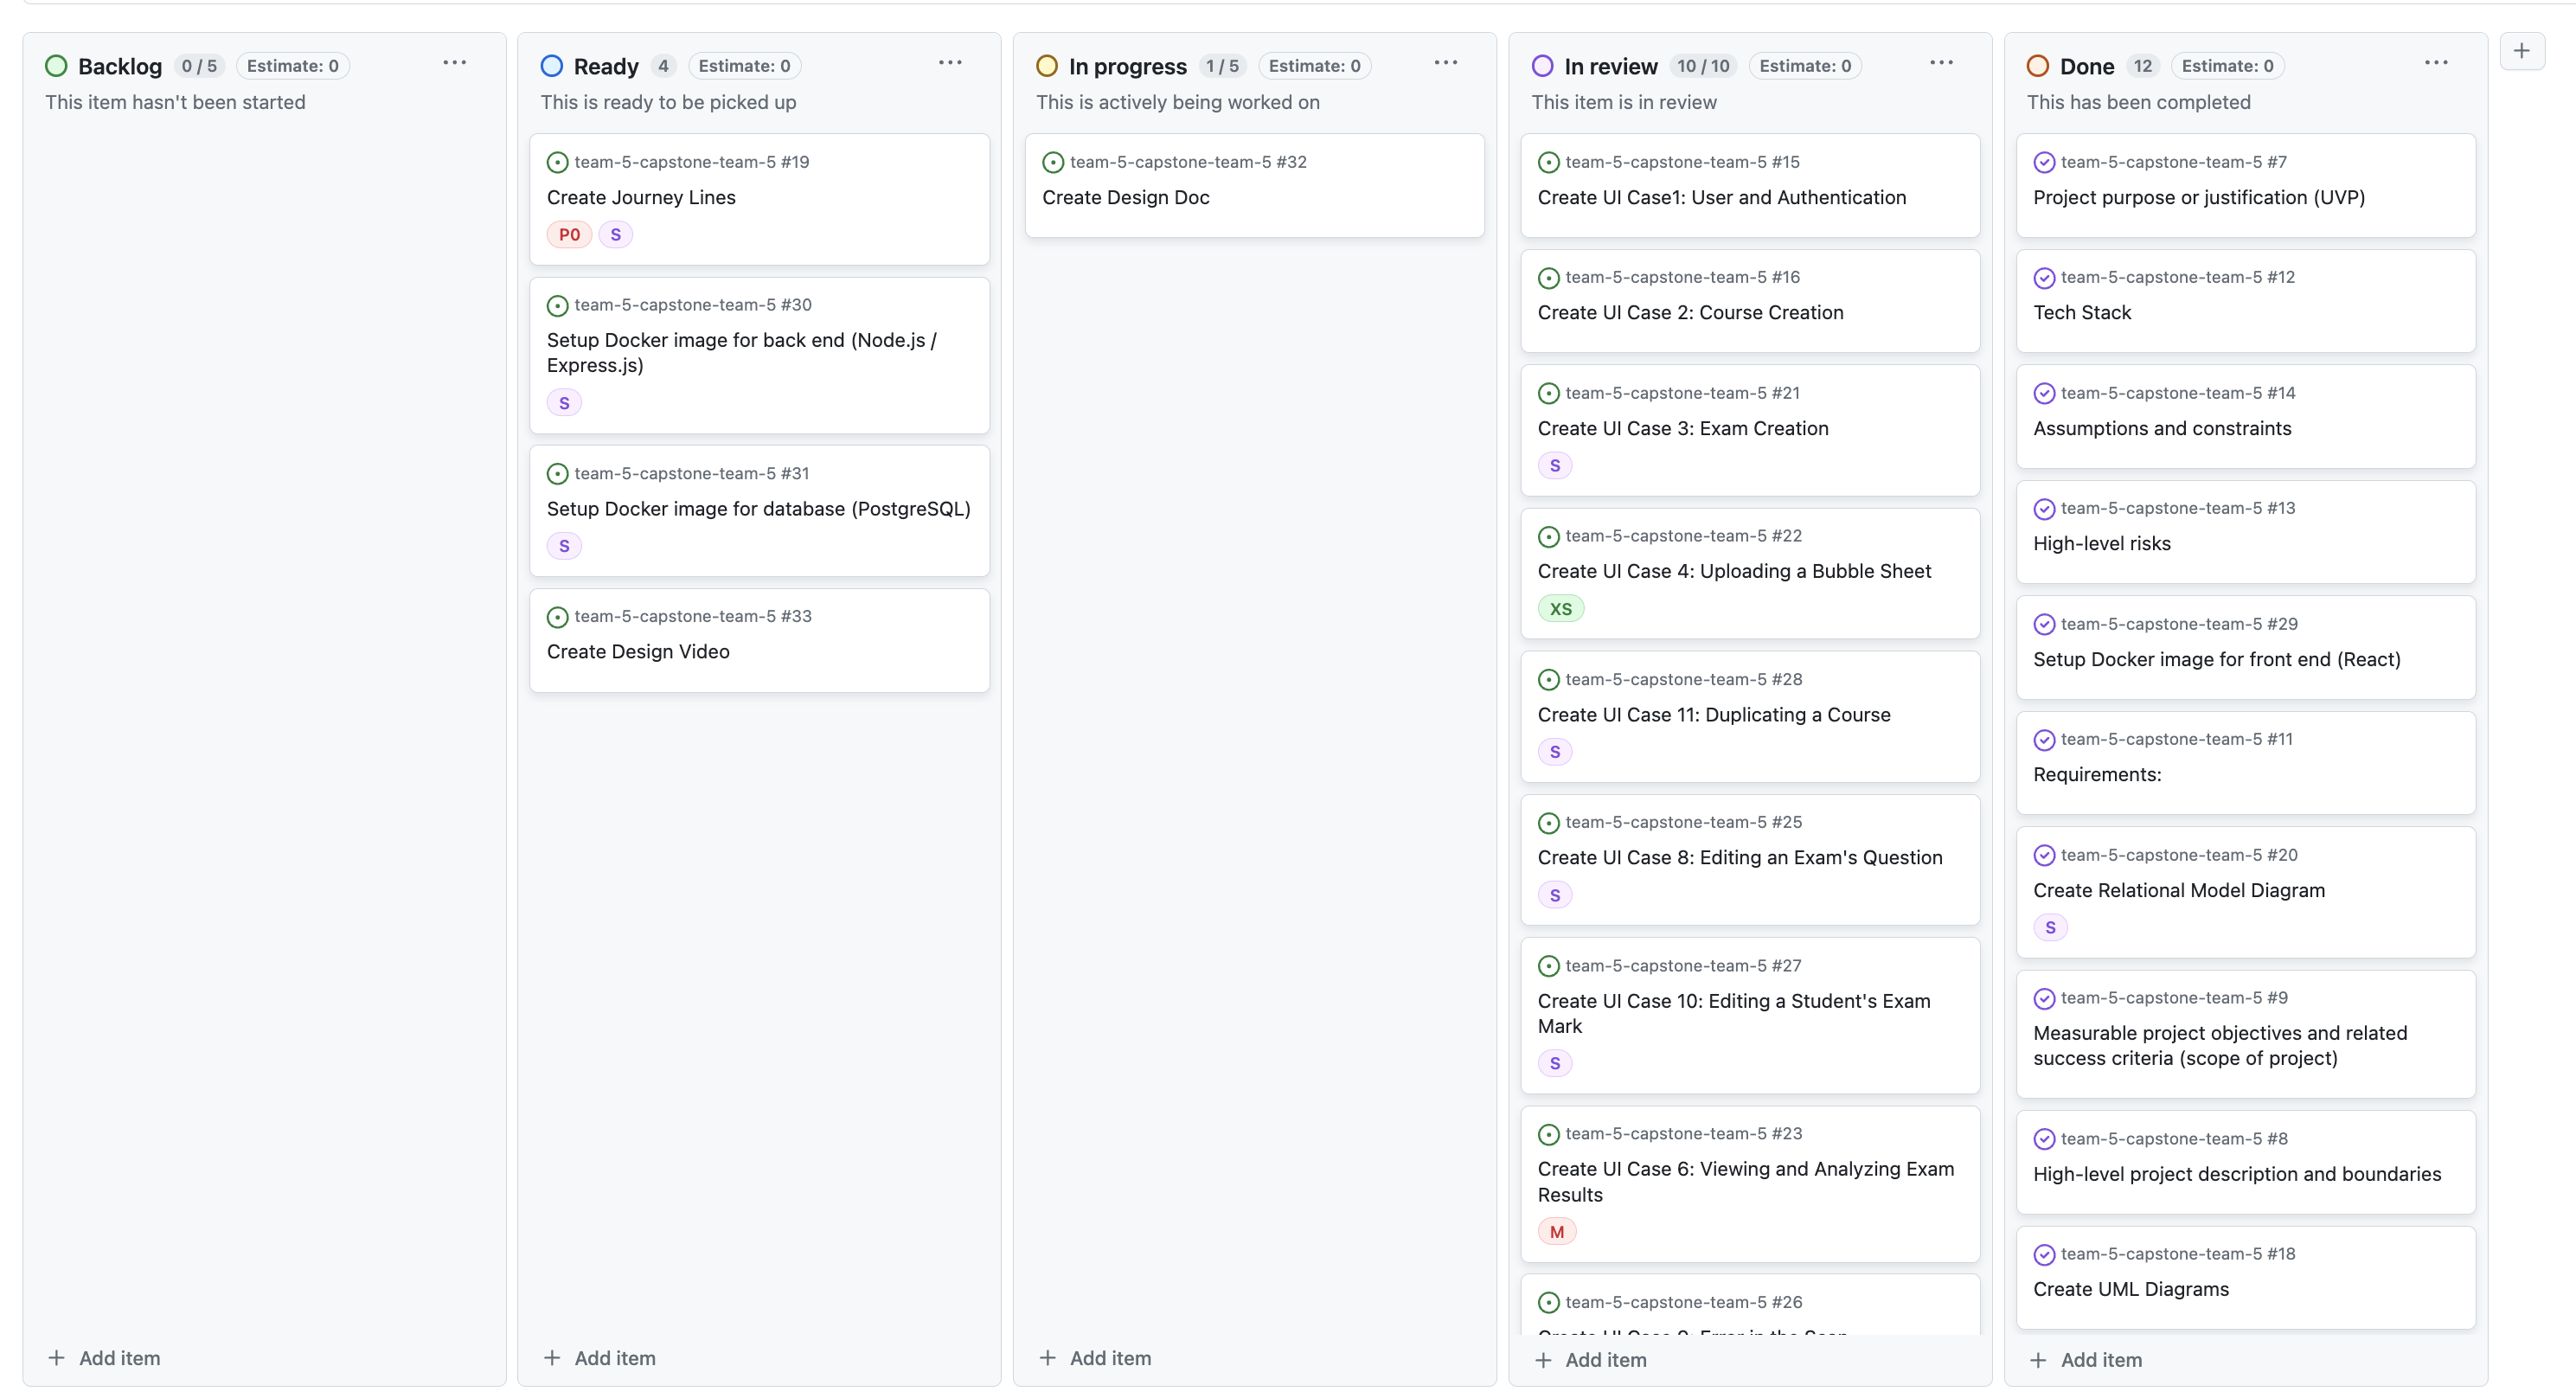 Backlog 0 / 5 Estimate: 0
This item hasn't been started
Add item
Ready 4 Estimate: 0
This is ready to be picked up
team-5-capstone-team-5 #19
Create Journey Lines
P0 S
team-5-capstone-team-5 #30
Setup Docker image for back end (Node.js /
Express.js)
S
team-5-capstone-team-5 #31
Setup Docker image for database (PostgreSQL)
S
team-5-capstone-team-5 #33
Create Design Video
Add item
In progress 1 / 5 Estimate: 0
This is actively being worked on
team-5-capstone-team-5 #32
Create Design Doc
Add item
In review 10 / 10 Estimate: 0
This item is in review
team-5-capstone-team-5 #15
Create UI Case1: User and Authentication
team-5-capstone-team-5 #16
Create UI Case 2: Course Creation
team-5-capstone-team-5 #21
Create UI Case 3: Exam Creation
S
team-5-capstone-team-5 #22
Create UI Case 4: Uploading a Bubble Sheet
XS
team-5-capstone-team-5 #28
Create UI Case 11: Duplicating a Course
S
team-5-capstone-team-5 #25
Create UI Case 8: Editing an Exam's Question
S
team-5-capstone-team-5 #27
Create UI Case 10: Editing a Student's Exam
Mark
S
team-5-capstone-team-5 #23
Create UI Case 6: Viewing and Analyzing Exam
Results
M
team-5-capstone-team-5 #26
Create UI Case 9: Error in the Scan
Add item
Done 12 Estimate: 0
This has been completed
team-5-capstone-team-5 #7
Project purpose or justification (UVP)
team-5-capstone-team-5 #12
Tech Stack
team-5-capstone-team-5 #14
Assumptions and constraints
team-5-capstone-team-5 #13
High-level risks
team-5-capstone-team-5 #29
Setup Docker image for front end (React)
team-5-capstone-team-5 #11
Requirements:
team-5-capstone-team-5 #20
Create Relational Model Diagram
S
team-5-capstone-team-5 #9
Measurable project objectives and related
success criteria (scope of project)
team-5-capstone-team-5 #8
High-level project description and boundaries
team-5-capstone-team-5 #18
Create UML Diagrams
Add item